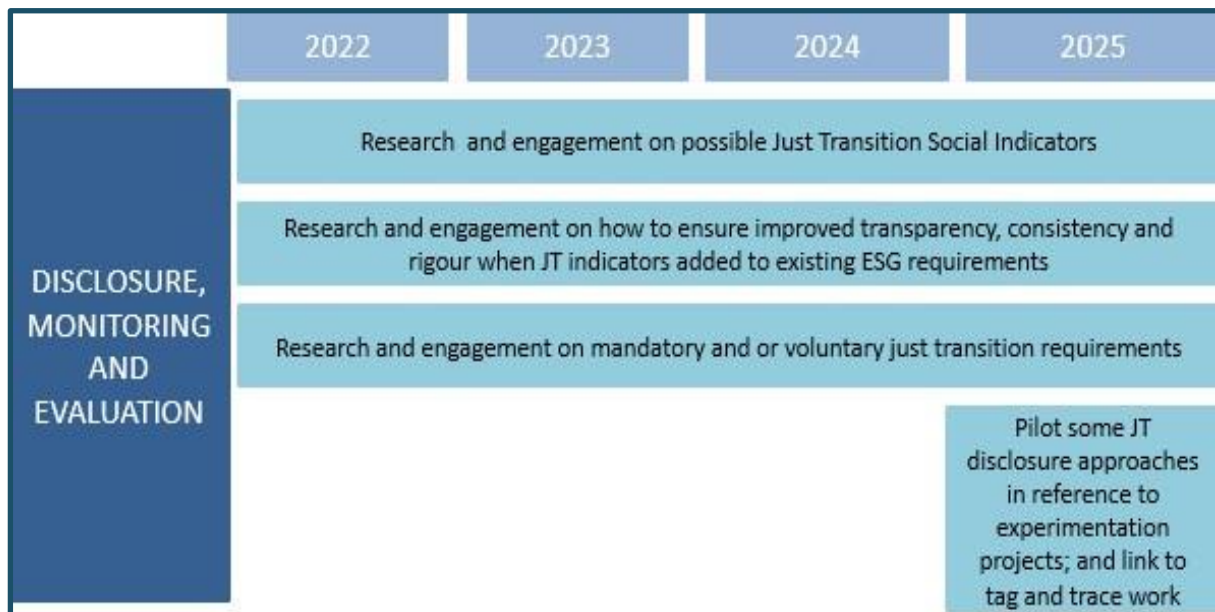 2022
2023
2024
2025
DISCLOSURE,
MONITORING
AND
EVALUATION
Research and engagement on possible Just Transition Social Indicators
Research and engagement on how to ensure improved transparency, consistency and
rigour when JT indicators added to existing ESG requirements
Research and engagement on mandatory and or voluntary just transition requirements
Pilot some JT
disclosure approaches
in reference to
experimentation
projects; and link to
tag and trace work